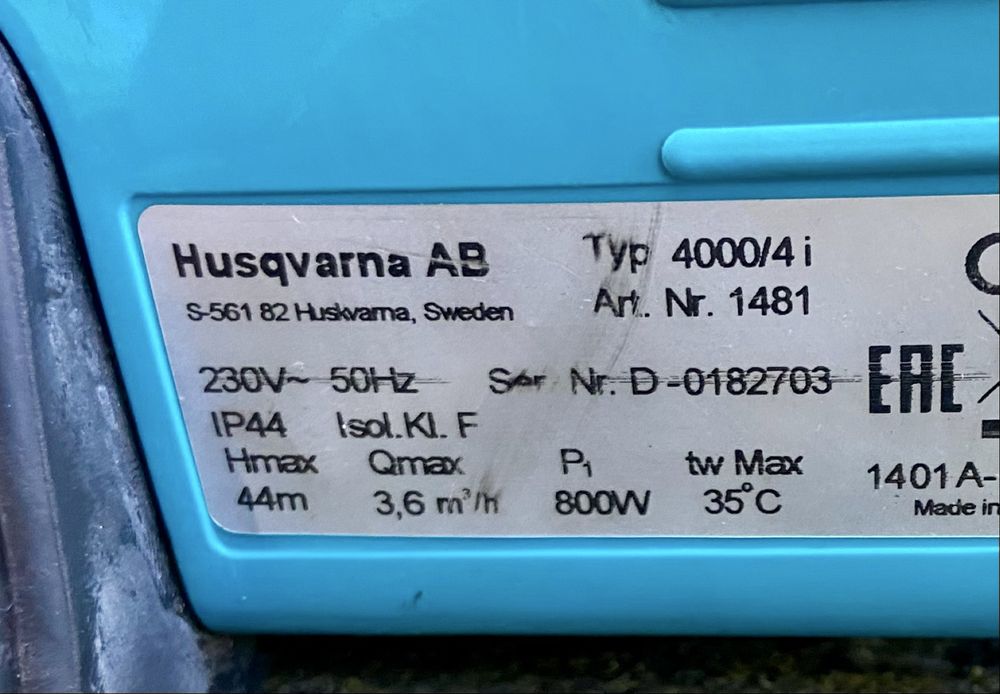 Husqvarna AB
S-561 82 Huskvarna, Sweden
Typ 4000/4 i
Art. Nr. 1481
230V~ 50Hz Ser Nr. D-0182703
IP44 Isol.Kl. F
Hmax Qmax P₁ tw Max
44m 3,6 m³/h 800W 35°C
EAC
1401A-
Made in